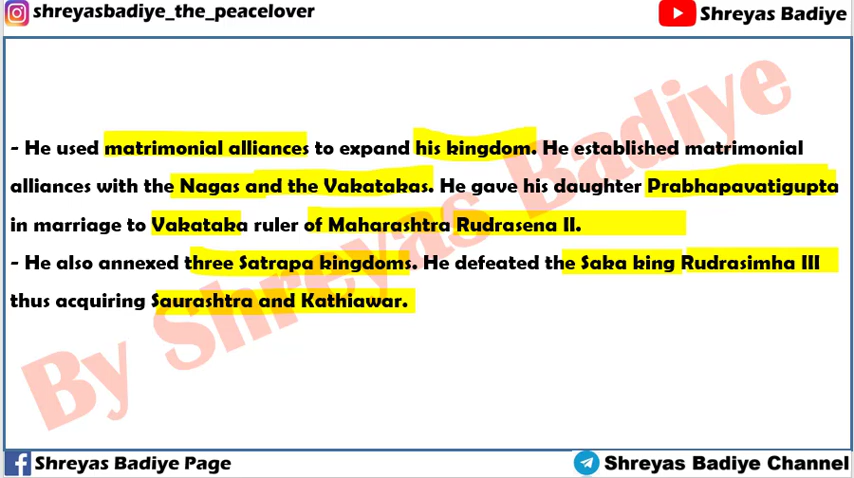 shreyasbadiye_the_peacelover
Shreyas Badiye
- He used matrimonial alliances to expand his kingdom. He established matrimonial
alliances with the Nagas and the Vakatakas. He gave his daughter Prabhapavatigupta
in marriage to Vakataka ruler of Maharashtra Rudrasena II.
- He also annexed three Satrapa kingdoms. He defeated the Saka king Rudrasimha III
thus acquiring Saurashtra and Kathiawar.
By Shreyas Badiye
Shreyas Badiye Page
Shreyas Badiye Channel